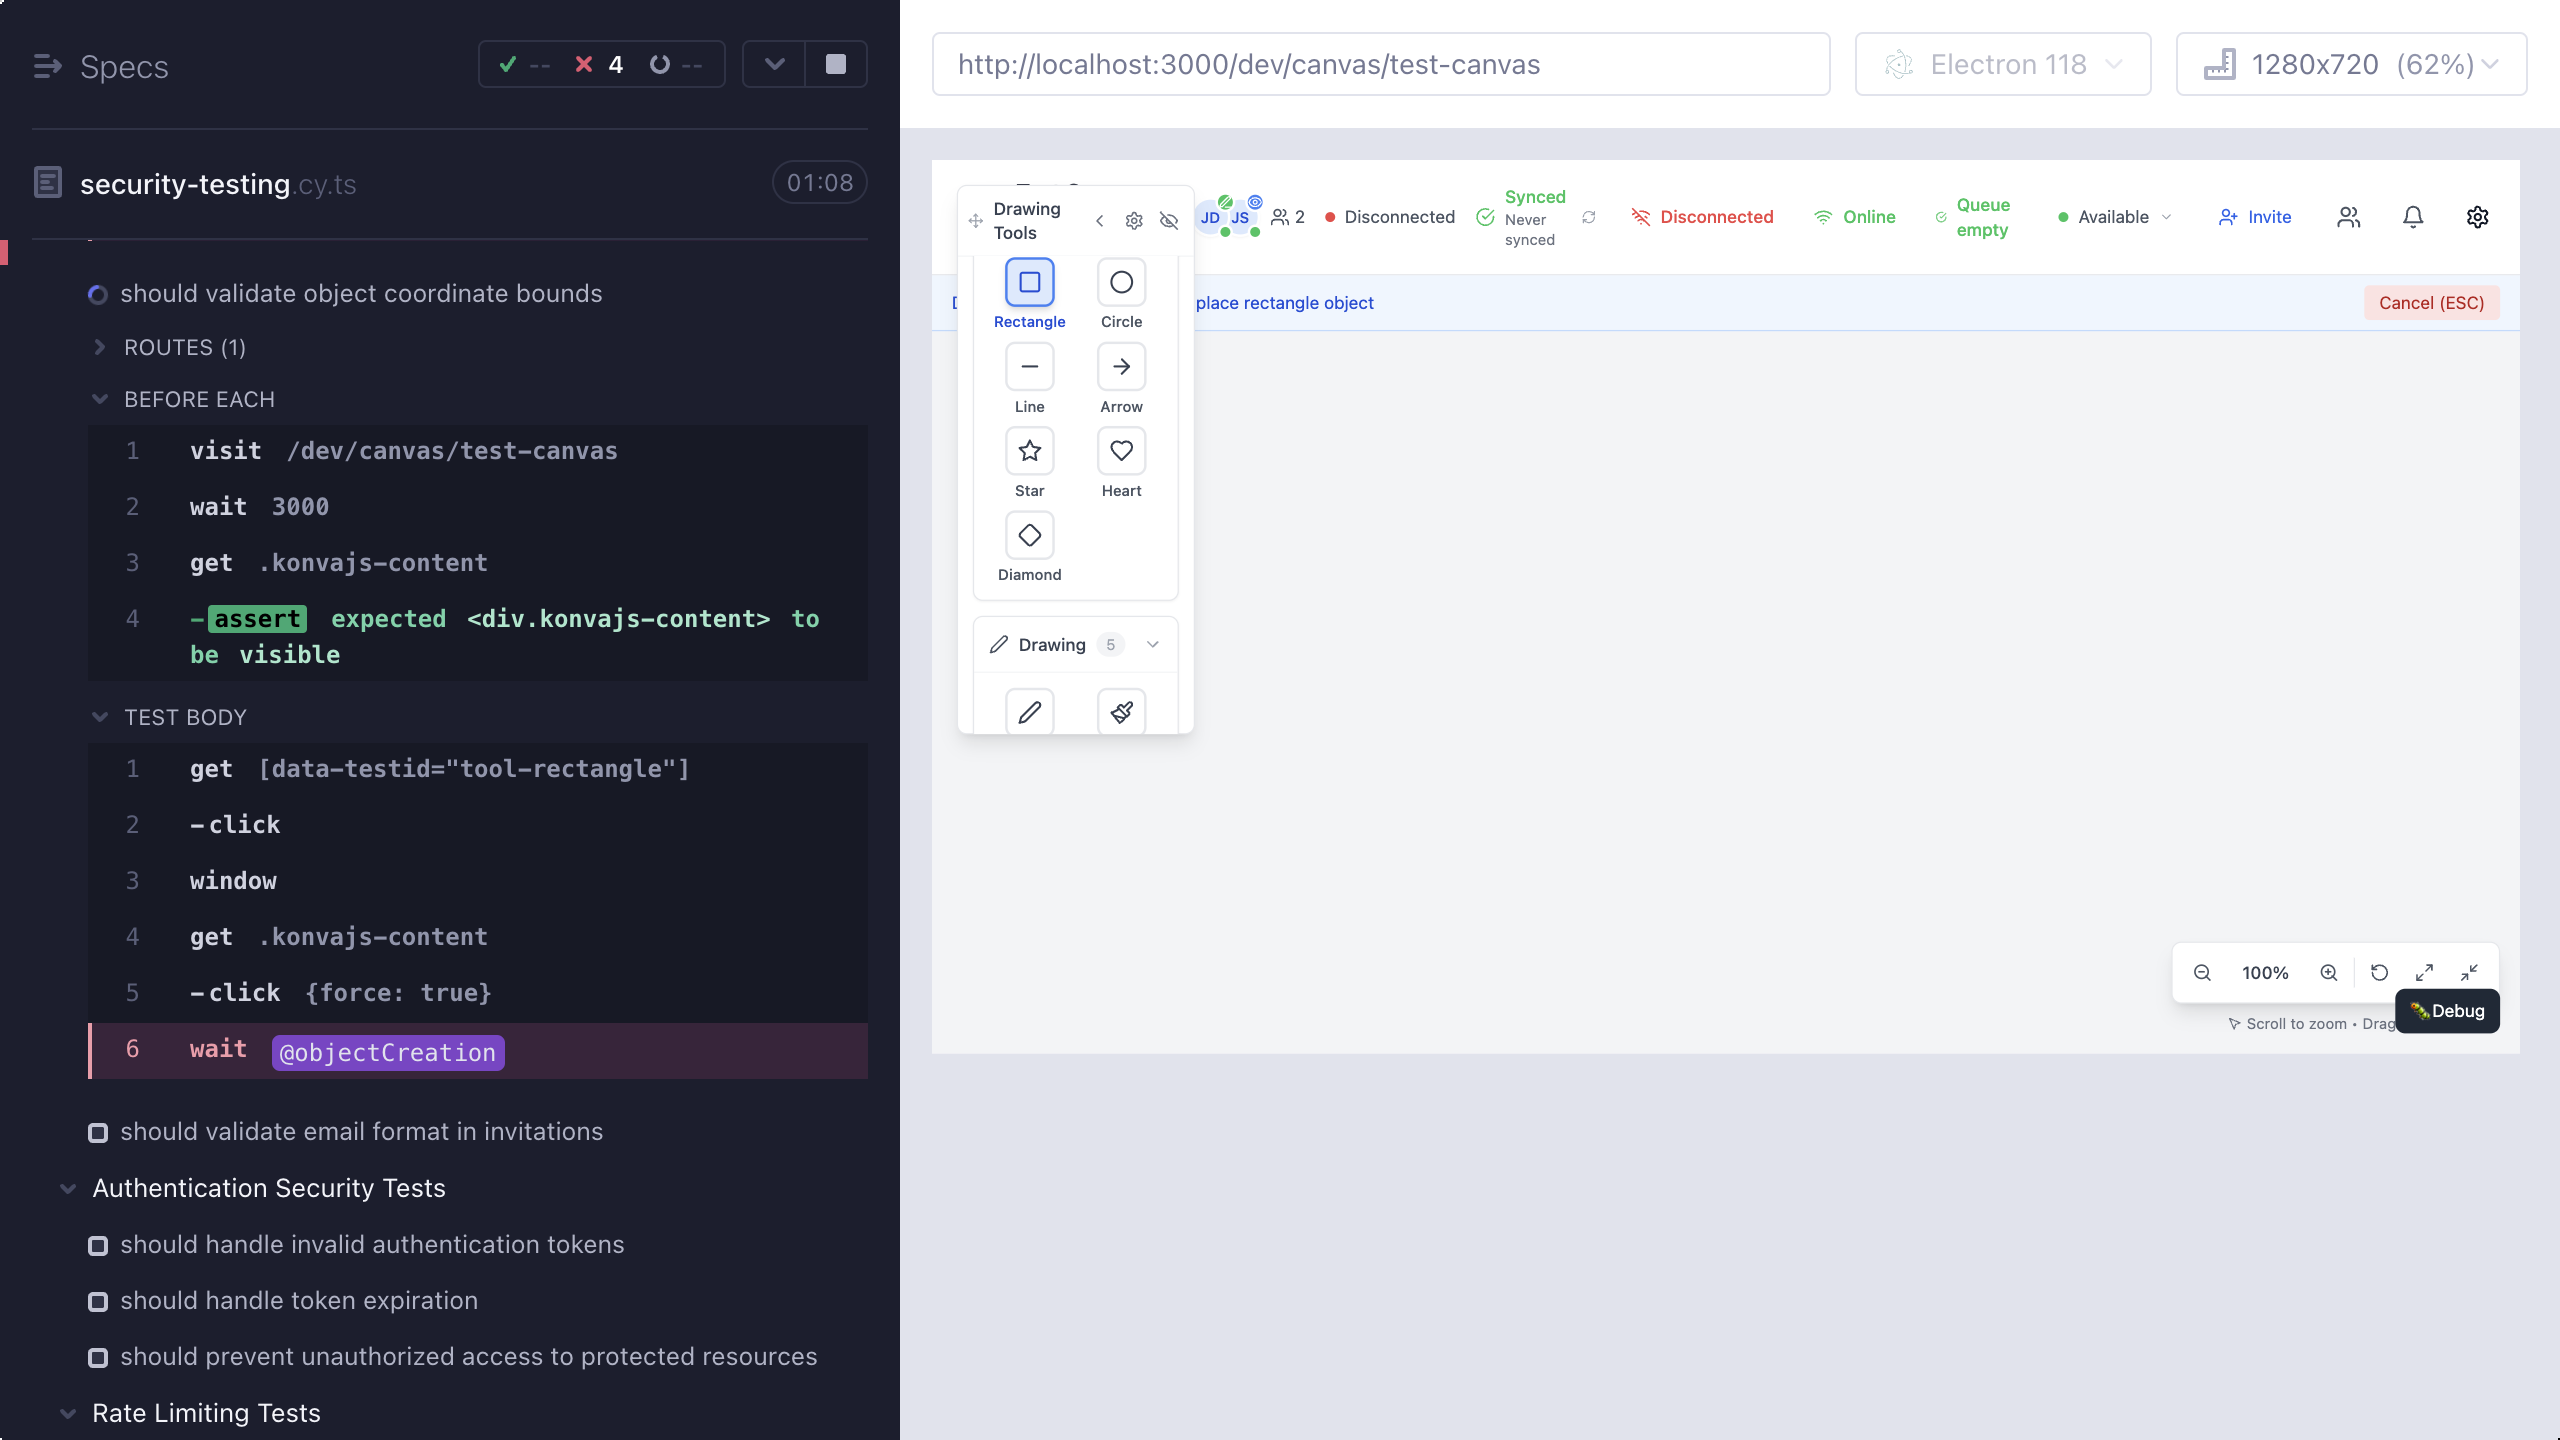 Specs
--
4
--
security-testing.cy.ts
01:08
should validate object coordinate bounds
ROUTES (1)
BEFORE EACH
1 visit /dev/canvas/test-canvas
2 wait 3000
3 get .konvajs-content
4 -assert expected <div.konvajs-content> to
be visible
TEST BODY
1 get [data-testid="tool-rectangle"]
2 -click
3 window
4 get .konvajs-content
5 -click {force: true}
6 wait @objectCreation
should validate email format in invitations
Authentication Security Tests
should handle invalid authentication tokens
should handle token expiration
should prevent unauthorized access to protected resources
Rate Limiting Tests
http://localhost:3000/dev/canvas/test-canvas
Electron 118
1280x720 (62%)
Drawing
Tools
JD
JS
2
Disconnected
Synced
Never
synced
Disconnected
Online
Queue
empty
Available
Invite
place rectangle object
Cancel (ESC)
Rectangle
Circle
Line
Arrow
Star
Heart
Diamond
Drawing 5
100%
Scroll to zoom • Drag
Debug